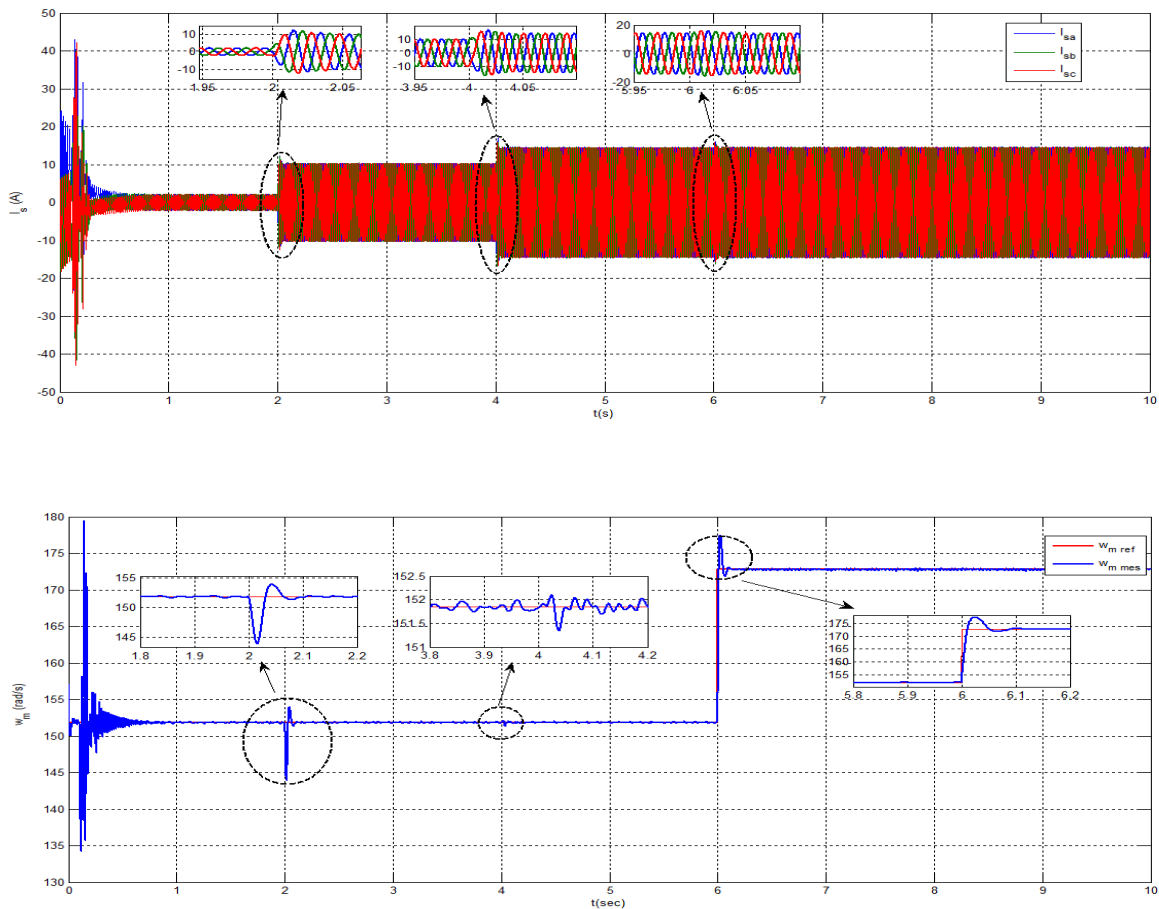 50
40
30
20
10
0
-10
-20
-30
-40
-50
I_s (A)
0 1 2 3 4 5 6 7 8 9 10
t(s)
10
0
-10
1.95 2 2.05
10
0
-10
3.95 4 4.05
20
0
-20
5.95 6 6.05
I_sa
I_sb
I_sc
180
175
170
165
160
155
150
145
140
135
130
w_m (rad/s)
0 1 2 3 4 5 6 7 8 9 10
t(sec)
155
151
145
1.8 1.9 2 2.1 2.2
152.5
152
151.5
151
3.8 3.9 4 4.1 4.2
w_m ref
w_m mes
175
170
165
160
155
5.8 5.9 6 6.1 6.2